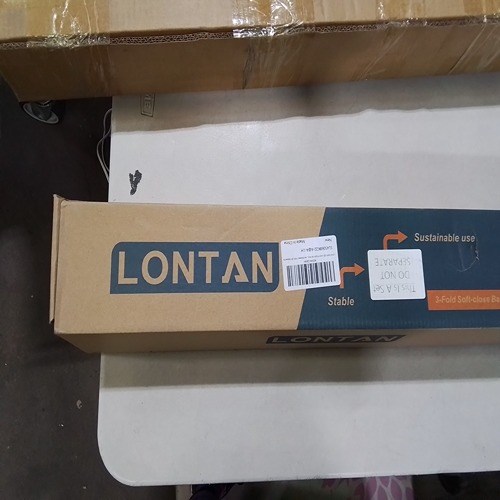 LONTAN
Sustainable use
This Is A Set
DO NOT
SEPARATE
Stable
3-Fold Soft-close
LONTAN